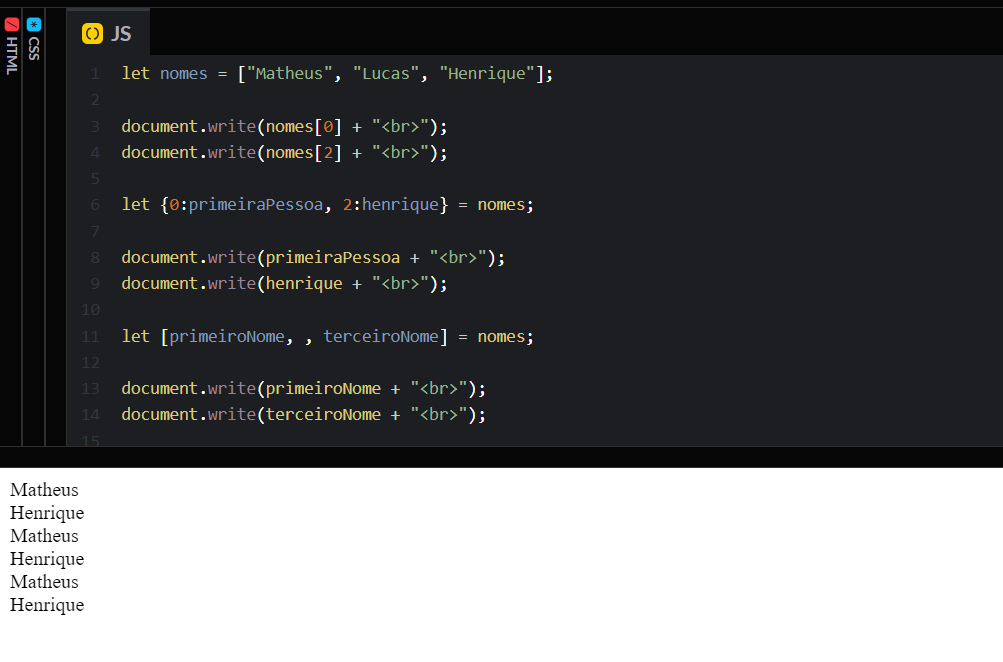 HTML
CSS
JS
1 let nomes = ["Matheus", "Lucas", "Henrique"];
2
3 document.write(nomes[0] + "<br>");
4 document.write(nomes[2] + "<br>");
5
6 let {0:primeiraPessoa, 2:henrique} = nomes;
7
8 document.write(primeiraPessoa + "<br>");
9 document.write(henrique + "<br>");
10
11 let [primeiroNome, , terceiroNome] = nomes;
12
13 document.write(primeiroNome + "<br>");
14 document.write(terceiroNome + "<br>");
15
Matheus
Henrique
Matheus
Henrique
Matheus
Henrique